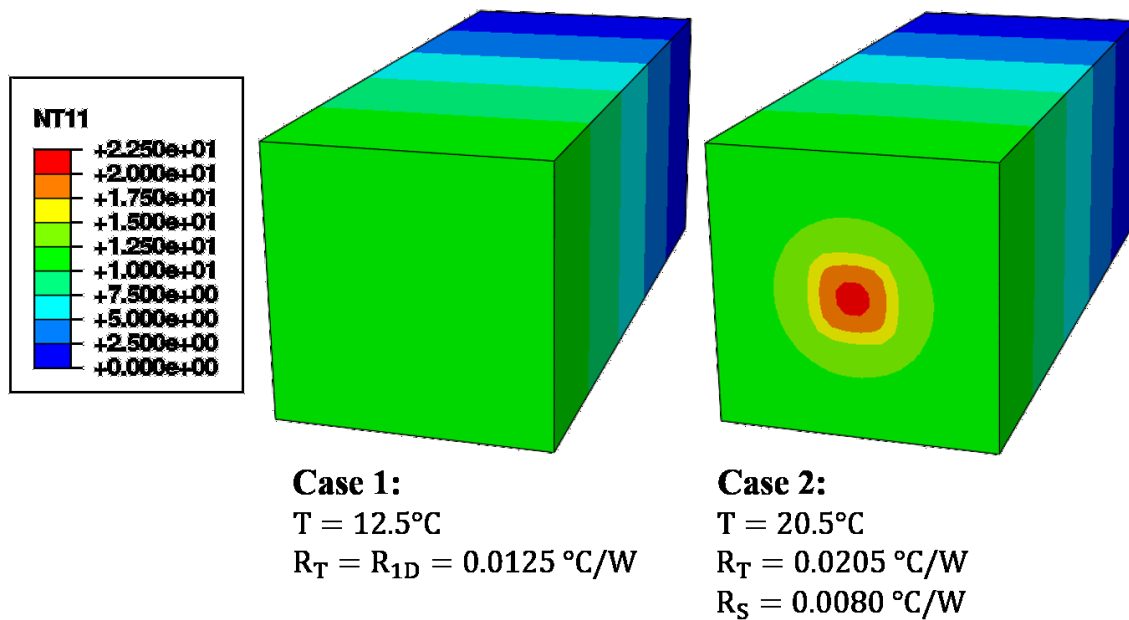 NT11
+2.250e+01
+2.000e+01
+1.750e+01
+1.500e+01
+1.250e+01
+1.000e+01
+7.500e+00
+5.000e+00
+2.500e+00
+0.000e+00
Case 1:
T = 12.5°C
R_T = R_1D = 0.0125 °C/W
Case 2:
T = 20.5°C
R_T = 0.0205 °C/W
R_S = 0.0080 °C/W